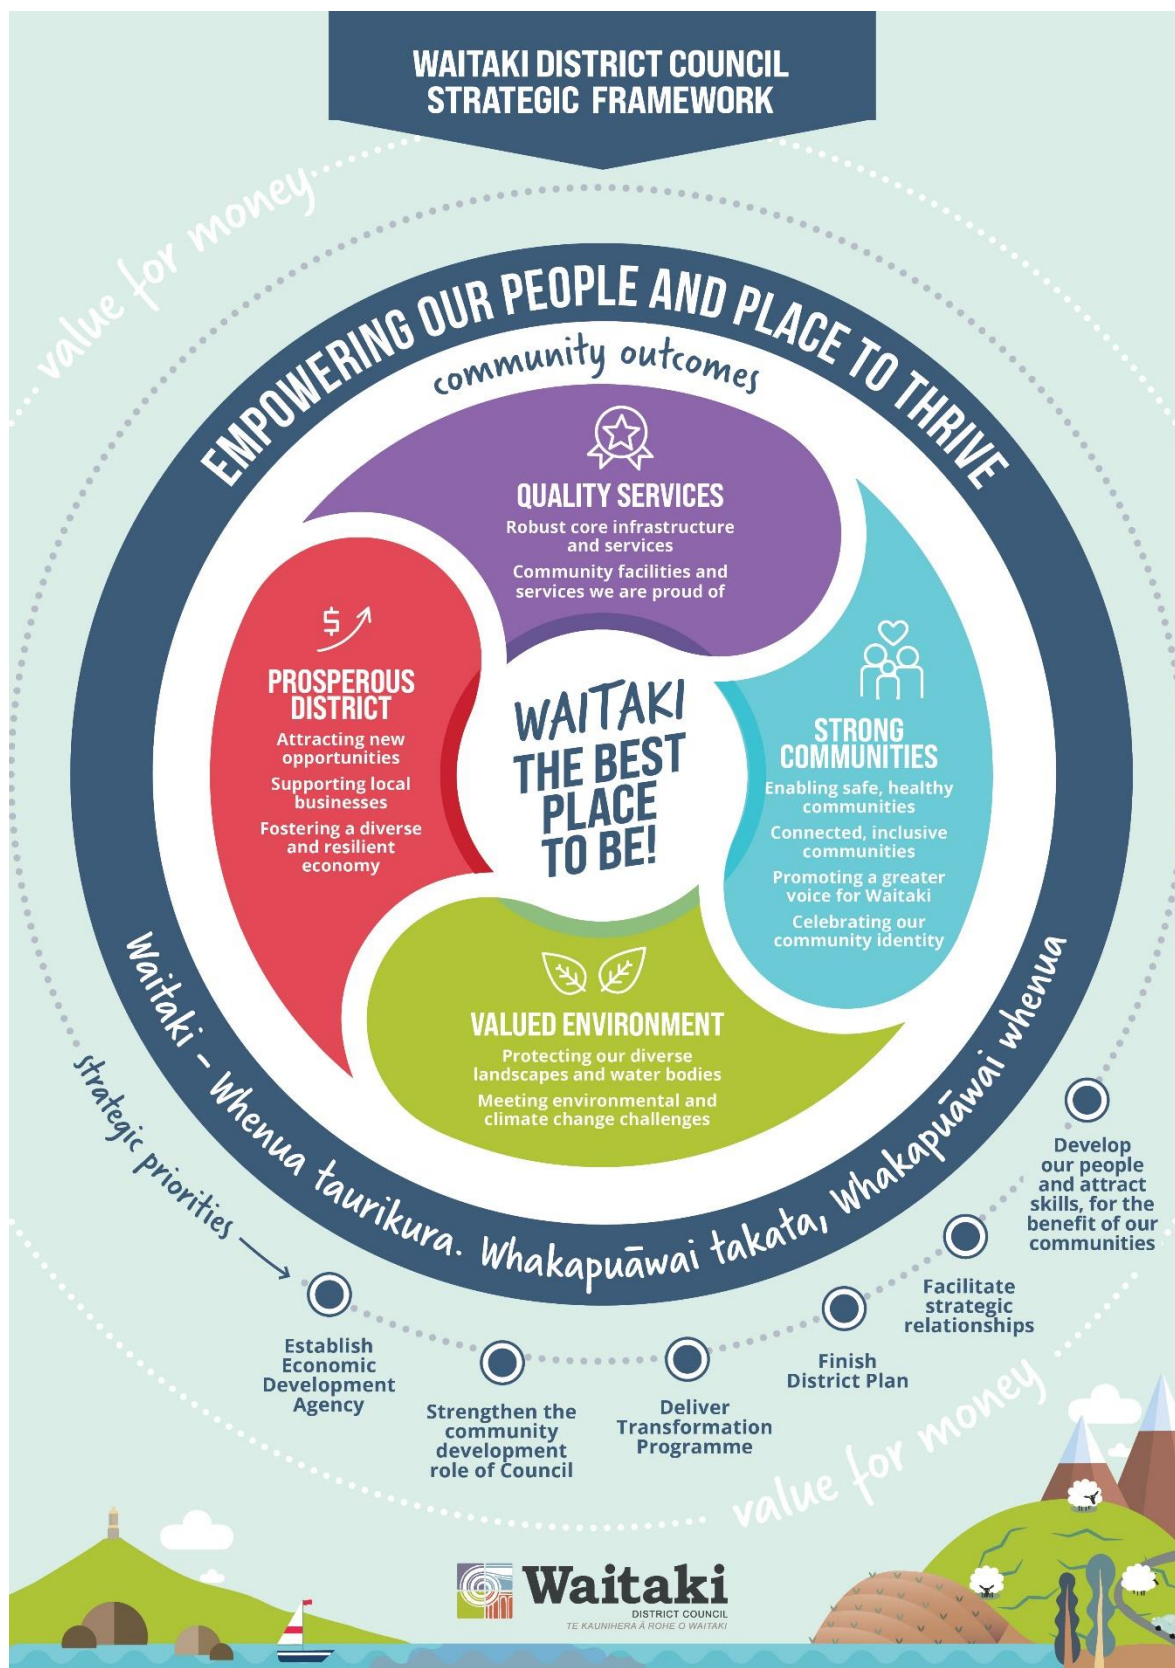 WAITAKI DISTRICT COUNCIL
STRATEGIC FRAMEWORK
value for money
EMPOWERING OUR PEOPLE AND PLACE TO THRIVE
community outcomes
QUALITY SERVICES
Robust core infrastructure
and services
Community facilities and
services we are proud of
PROSPEROUS
DISTRICT
Attracting new
opportunities
Supporting local
businesses
Fostering a diverse
and resilient
economy
WAITAKI
THE BEST
PLACE
TO BE!
STRONG
COMMUNITIES
Enabling safe, healthy
communities
Connected, inclusive
communities
Promoting a greater
voice for Waitaki
Celebrating our
community identity
VALUED ENVIRONMENT
Protecting our diverse
landscapes and water bodies
Meeting environmental and
climate change challenges
Waitaki - Whenua taurikura. Whakapuāwai takata, Whakapuāwai whenua
strategic priorities
Establish
Economic
Development
Agency
Strengthen the
community
development
role of Council
Deliver
Transformation
Programme
Finish
District Plan
Facilitate
strategic
relationships
Develop
our people
and attract
skills, for the
benefit of our
communities
value for money
Waitaki
DISTRICT COUNCIL
TE KAUNIHERA Ā ROHE O WAITAKI